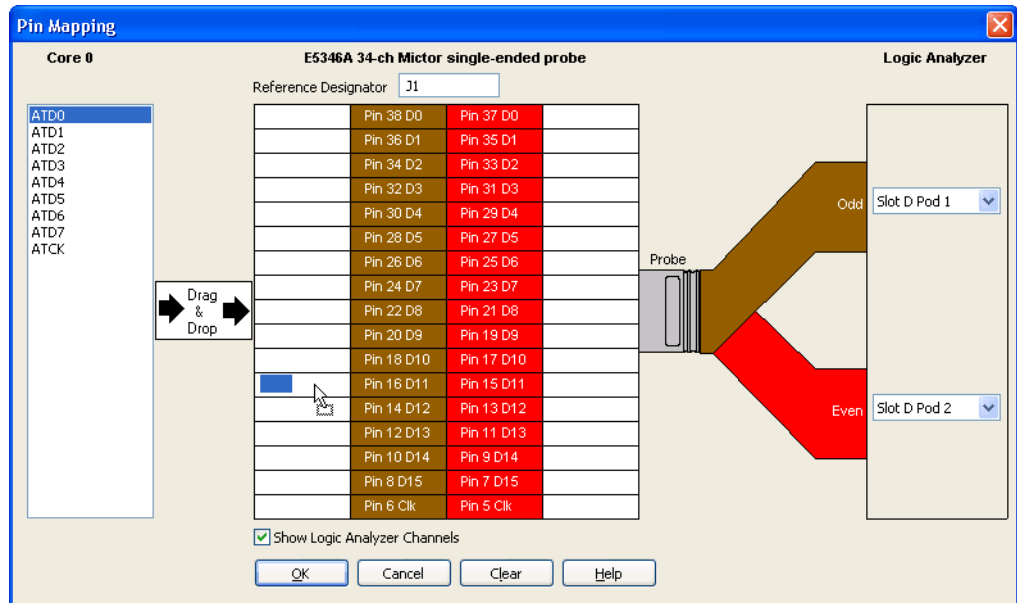 Pin Mapping
Core 0 E5346A 34-ch Mictor single-ended probe Logic Analyzer
Reference Designator J1
ATD0
ATD1
ATD2
ATD3
ATD4
ATD5
ATD6
ATD7
ATCK
Drag
&
Drop
Pin 38 D0 Pin 37 D0
Pin 36 D1 Pin 35 D1
Pin 34 D2 Pin 33 D2
Pin 32 D3 Pin 31 D3
Pin 30 D4 Pin 29 D4
Pin 28 D5 Pin 27 D5
Pin 26 D6 Pin 25 D6
Pin 24 D7 Pin 23 D7
Pin 22 D8 Pin 21 D8
Pin 20 D9 Pin 19 D9
Pin 18 D10 Pin 17 D10
Pin 16 D11 Pin 15 D11
Pin 14 D12 Pin 13 D12
Pin 12 D13 Pin 11 D13
Pin 10 D14 Pin 9 D14
Pin 8 D15 Pin 7 D15
Pin 6 Clk Pin 5 Clk
Probe
Odd Slot D Pod 1
Even Slot D Pod 2
Show Logic Analyzer Channels
OK Cancel Clear Help